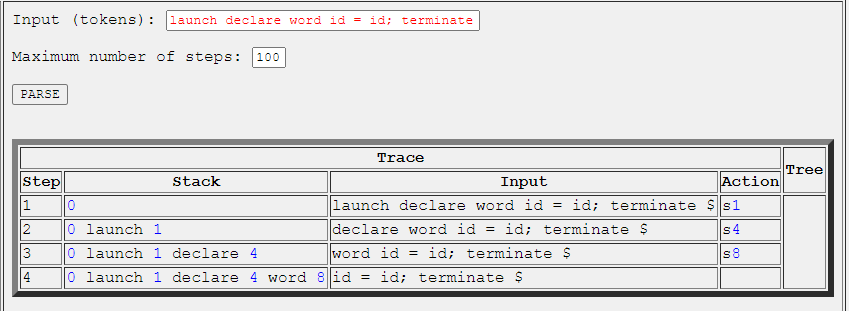 Input (tokens): launch declare word id = id; terminate
Maximum number of steps: 100
PARSE
Trace Tree
Step Stack Input Action
1 0 launch declare word id = id; terminate $ s1
2 0 launch 1 declare word id = id; terminate $ s4
3 0 launch 1 declare 4 word id = id; terminate $ s8
4 0 launch 1 declare 4 word 8 id = id; terminate $